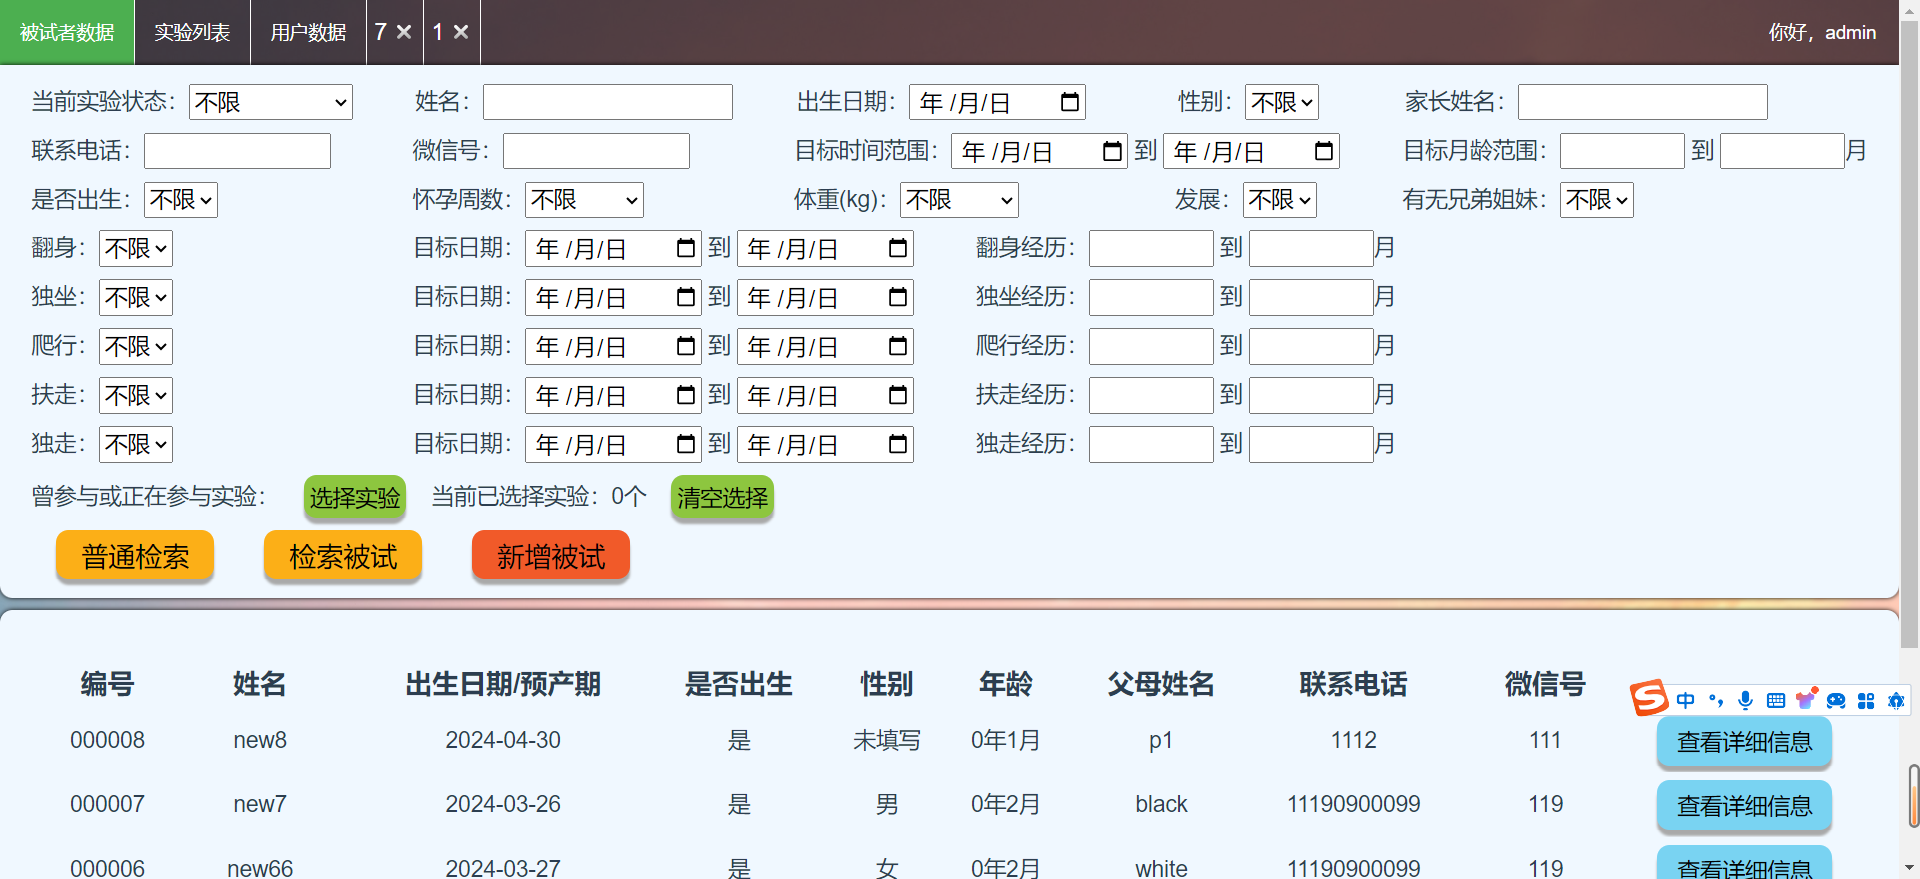 被试者数据 实验列表 用户数据 7 × 1 × 你好，admin
当前实验状态： 不限 姓名： 出生日期： 年 /月/日 性别： 不限 家长姓名：
联系电话： 微信号： 目标时间范围： 年 /月/日 到 年 /月/日 目标月龄范围： 到 月
是否出生： 不限 怀孕周数： 不限 体重(kg)： 不限 发展： 不限 有无兄弟姐妹： 不限
翻身： 不限 目标日期： 年 /月/日 到 年 /月/日 翻身经历： 到 月
独坐： 不限 目标日期： 年 /月/日 到 年 /月/日 独坐经历： 到 月
爬行： 不限 目标日期： 年 /月/日 到 年 /月/日 爬行经历： 到 月
扶走： 不限 目标日期： 年 /月/日 到 年 /月/日 扶走经历： 到 月
独走： 不限 目标日期： 年 /月/日 到 年 /月/日 独走经历： 到 月
曾参与或正在参与实验： 选择实验 当前已选择实验：0个 清空选择
普通检索 检索被试 新增被试
编号 姓名 出生日期/预产期 是否出生 性别 年龄 父母姓名 联系电话 微信号
S 中
000008 new8 2024-04-30 是 未填写 0年1月 p1 1112 111 查看详细信息
000007 new7 2024-03-26 是 男 0年2月 black 11190900099 119 查看详细信息
000006 new66 2024-03-27 是 女 0年2月 white 11190900099 119 查看详细信息